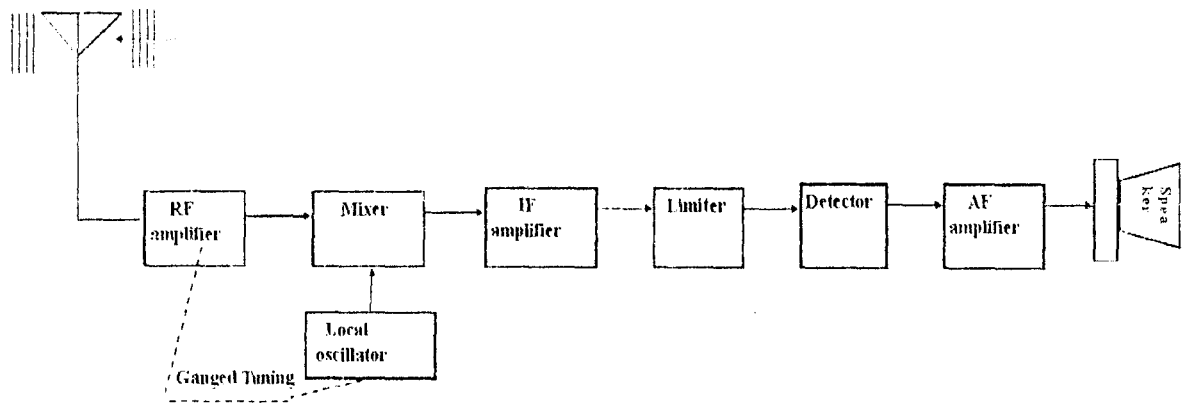 RF
amplifier
Mixer
IF
amplifier
Limiter
Detector
AF
amplifier
Spea
ker
Local
oscillator
Ganged Tuning